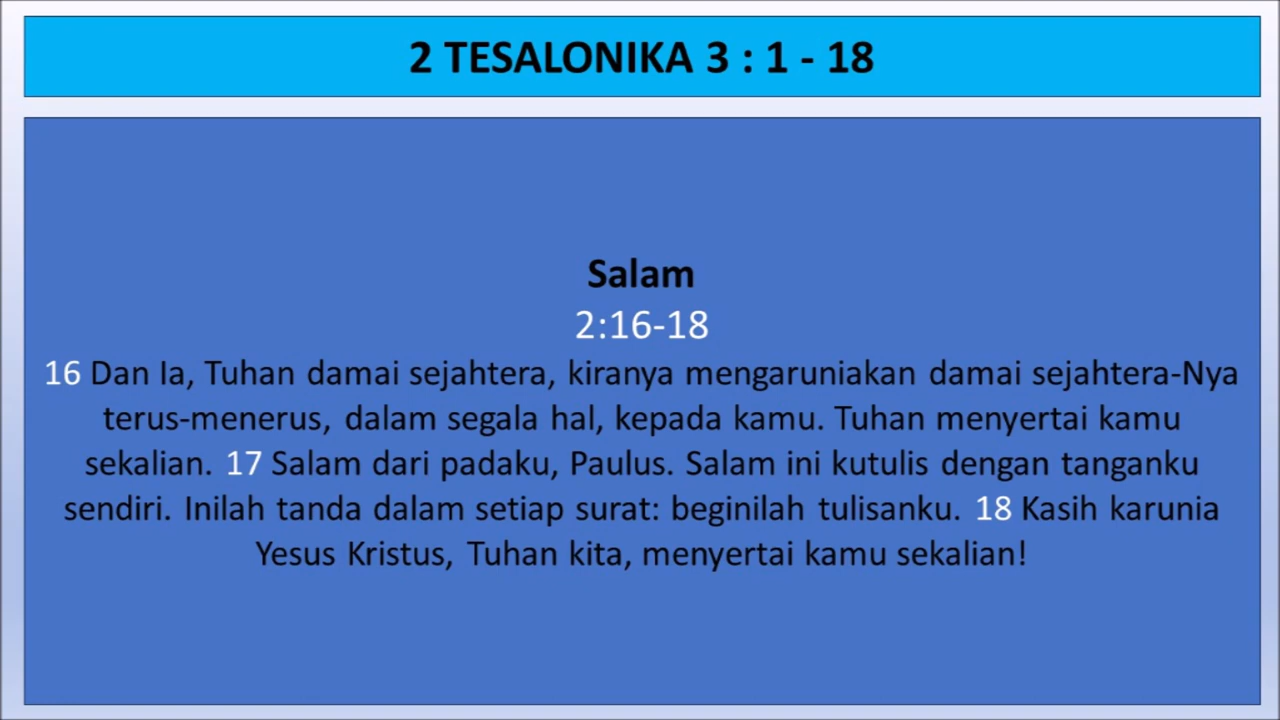 2 TESALONIKA 3 : 1 - 18
Salam
2:16-18
16 Dan Ia, Tuhan damai sejahtera, kiranya mengaruniakan damai sejahtera-Nya
terus-menerus, dalam segala hal, kepada kamu. Tuhan menyertai kamu
sekalian. 17 Salam dari padaku, Paulus. Salam ini kutulis dengan tanganku
sendiri. Inilah tanda dalam setiap surat: beginilah tulisanku. 18 Kasih karunia
Yesus Kristus, Tuhan kita, menyertai kamu sekalian!